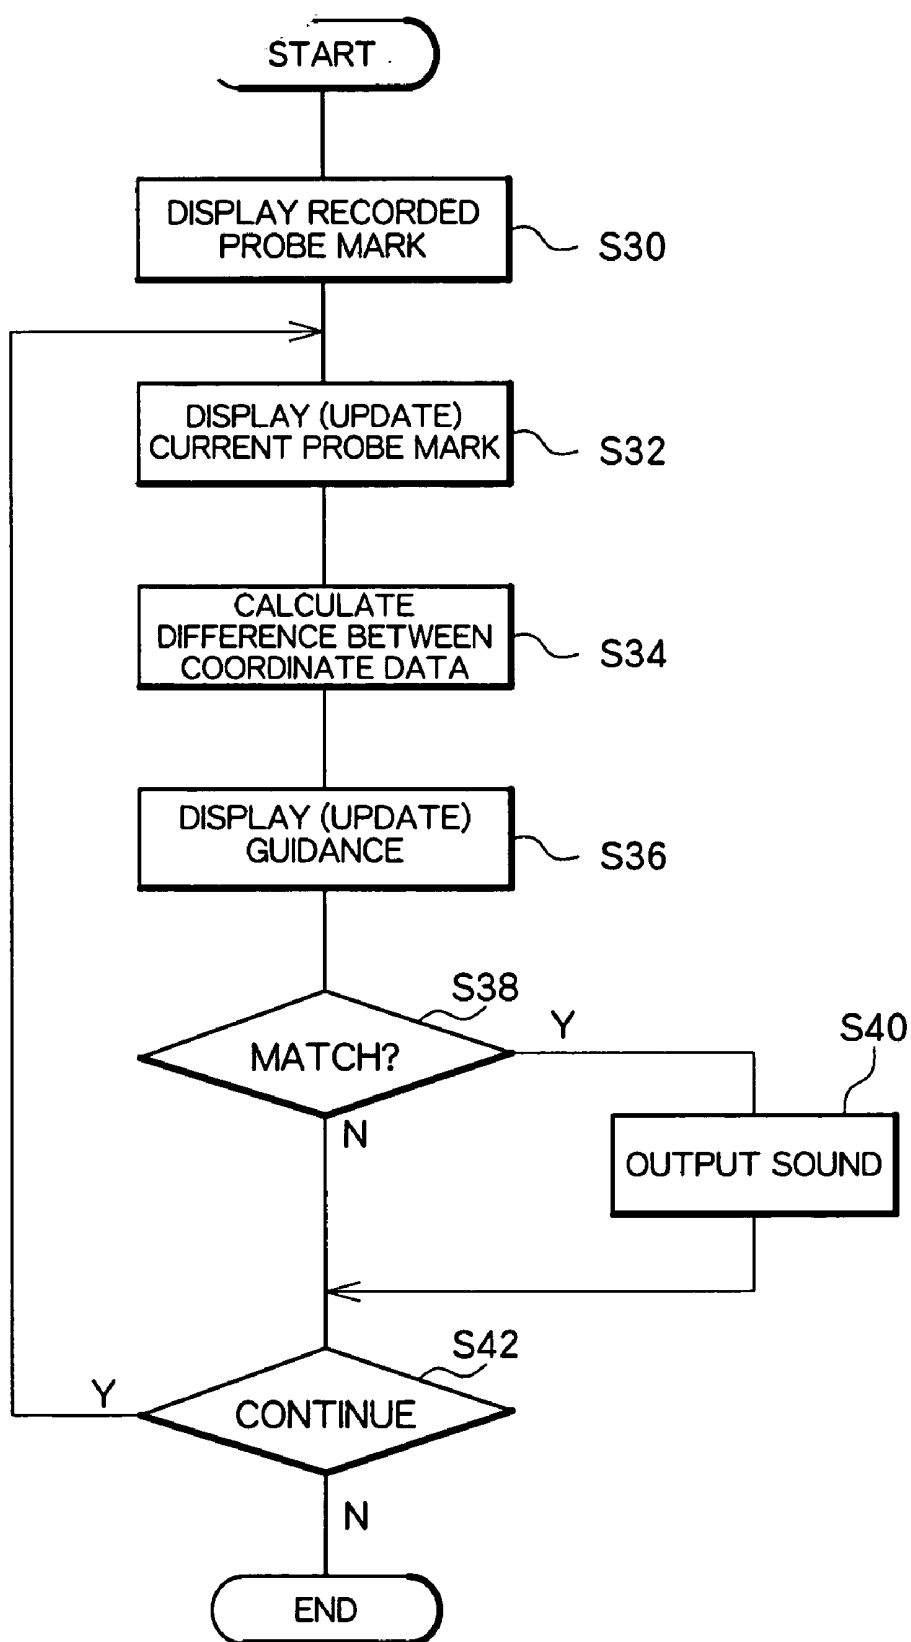 START
DISPLAY RECORDED
PROBE MARK
S30
DISPLAY (UPDATE)
CURRENT PROBE MARK
S32
CALCULATE
DIFFERENCE BETWEEN
COORDINATE DATA
S34
DISPLAY (UPDATE)
GUIDANCE
S36
S38
MATCH?
Y
N
S40
OUTPUT SOUND
S42
CONTINUE
Y
N
END